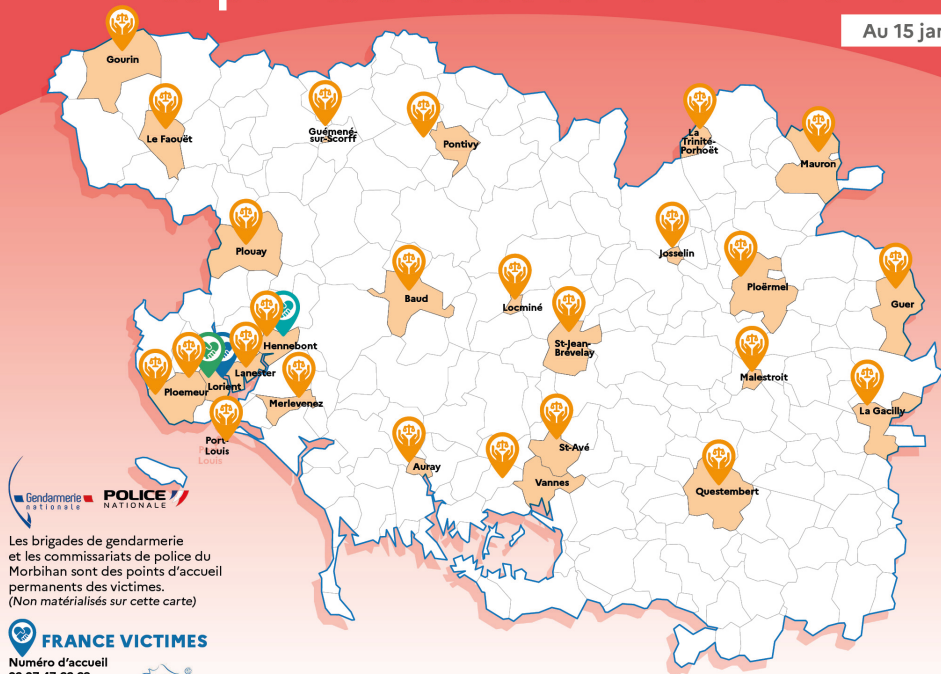 Au 15 jan
Gourin
Le Faouët
Guémené-
sur-Scorff
Pontivy
La
Trinité-
Porhoët
Mauron
Plouay
Josselin
Baud
Locminé
Ploërmel
Guer
Hennebont
St-Jean-
Brévelay
Lanester
Lorient
Ploemeur
Merlevenez
Malestroit
La Gacilly
Port-
Louis
Auray
St-Avé
Vannes
Questembert
Gendarmerie
nationale
POLICE
NATIONALE
Les brigades de gendarmerie
et les commissariats de police du
Morbihan sont des points d'accueil
permanents des victimes.
(Non matérialisés sur cette carte)
FRANCE VICTIMES
Numéro d'accueil